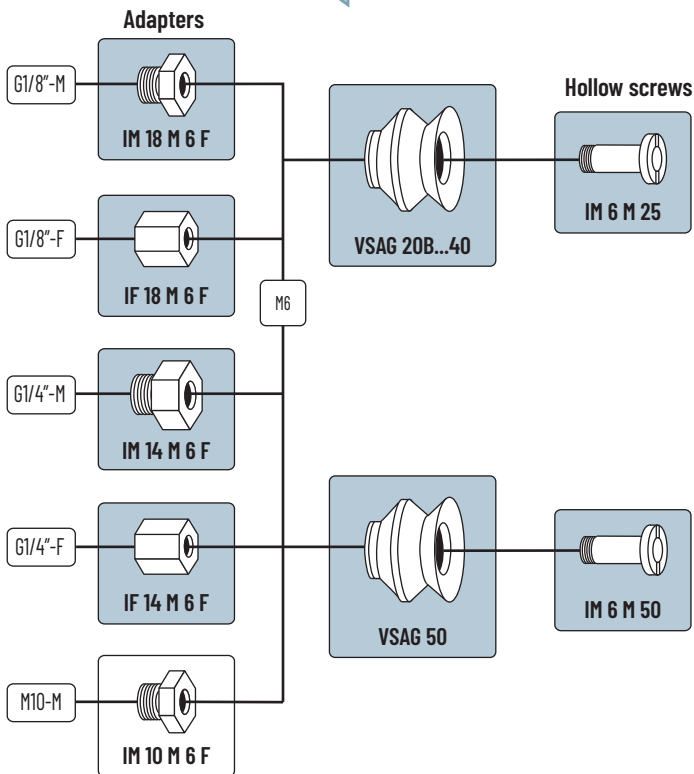 Adapters
G1/8"-M
IM 18 M 6 F
Hollow screws
VSAG 20B...40
IM 6 M 25
G1/8"-F
IF 18 M 6 F
M6
G1/4"-M
IM 14 M 6 F
G1/4"-F
IF 14 M 6 F
VSAG 50
IM 6 M 50
M10-M
IM 10 M 6 F